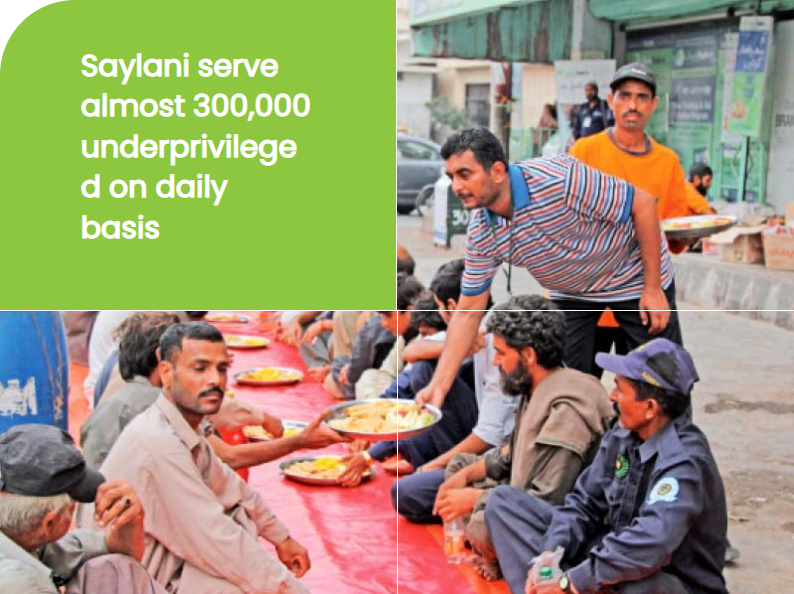 Saylani serve
almost 300,000
underprivilege
d on daily
basis